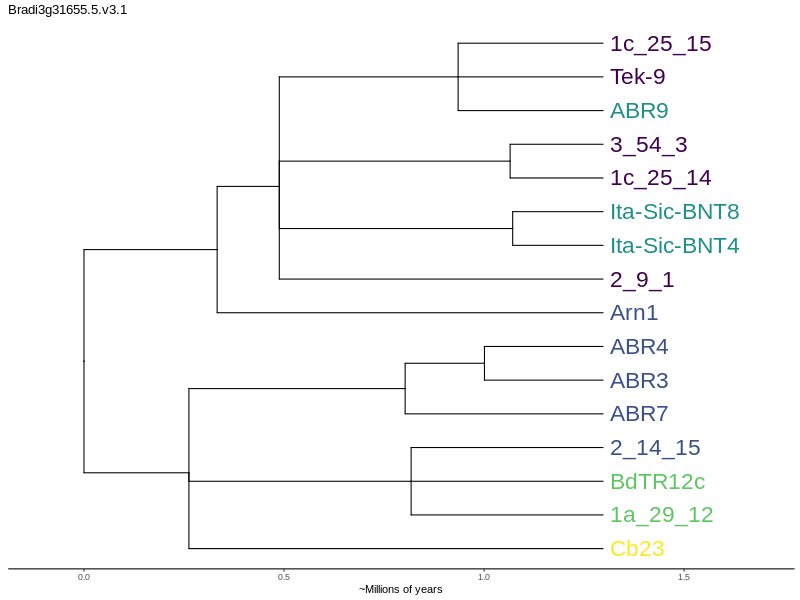 Bradi3g31655.5.v3.1
1c_25_15
Tek-9
ABR9
3_54_3
1c_25_14
Ita-Sic-BNT8
Ita-Sic-BNT4
2_9_1
Arn1
ABR4
ABR3
ABR7
2_14_15
BdTR12c
1a_29_12
Cb23
0.0 0.5 1.0 1.5
~Millions of years